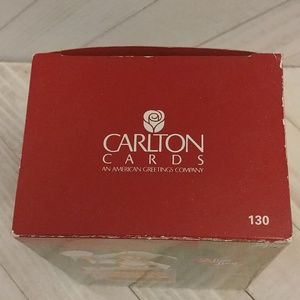 CARLTON
CARDS
AN AMERICAN GREETINGS COMPANY
130